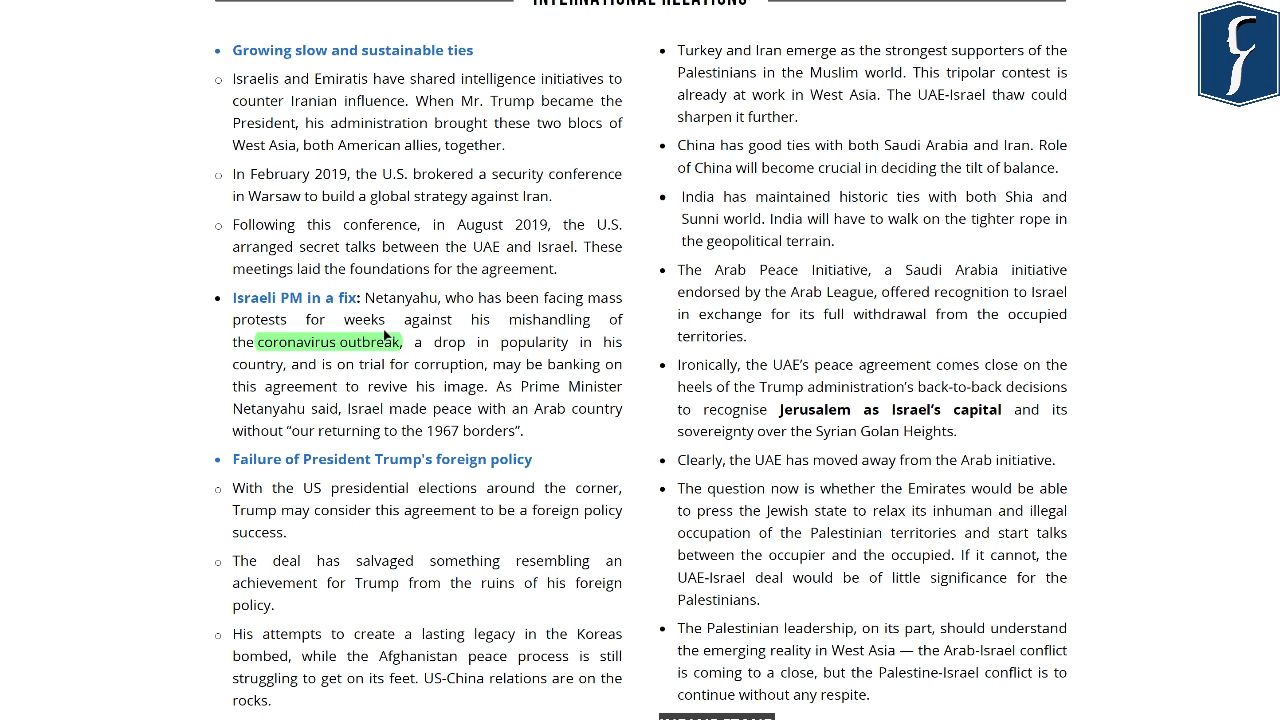 INTERNATIONAL RELATIONS
• Growing slow and sustainable ties
○ Israelis and Emiratis have shared intelligence initiatives to
counter Iranian influence. When Mr. Trump became the
President, his administration brought these two blocs of
West Asia, both American allies, together.
○ In February 2019, the U.S. brokered a security conference
in Warsaw to build a global strategy against Iran.
○ Following this conference, in August 2019, the U.S.
arranged secret talks between the UAE and Israel. These
meetings laid the foundations for the agreement.
• Israeli PM in a fix: Netanyahu, who has been facing mass
protests for weeks against his mishandling of
the coronavirus outbreak, a drop in popularity in his
country, and is on trial for corruption, may be banking on
this agreement to revive his image. As Prime Minister
Netanyahu said, Israel made peace with an Arab country
without “our returning to the 1967 borders”.
• Failure of President Trump's foreign policy
○ With the US presidential elections around the corner,
Trump may consider this agreement to be a foreign policy
success.
○ The deal has salvaged something resembling an
achievement for Trump from the ruins of his foreign
policy.
○ His attempts to create a lasting legacy in the Koreas
bombed, while the Afghanistan peace process is still
struggling to get on its feet. US-China relations are on the
rocks.
• Turkey and Iran emerge as the strongest supporters of the
Palestinians in the Muslim world. This tripolar contest is
already at work in West Asia. The UAE-Israel thaw could
sharpen it further.
• China has good ties with both Saudi Arabia and Iran. Role
of China will become crucial in deciding the tilt of balance.
• India has maintained historic ties with both Shia and
Sunni world. India will have to walk on the tighter rope in
the geopolitical terrain.
• The Arab Peace Initiative, a Saudi Arabia initiative
endorsed by the Arab League, offered recognition to Israel
in exchange for its full withdrawal from the occupied
territories.
• Ironically, the UAE’s peace agreement comes close on the
heels of the Trump administration’s back-to-back decisions
to recognise Jerusalem as Israel’s capital and its
sovereignty over the Syrian Golan Heights.
• Clearly, the UAE has moved away from the Arab initiative.
• The question now is whether the Emirates would be able
to press the Jewish state to relax its inhuman and illegal
occupation of the Palestinian territories and start talks
between the occupier and the occupied. If it cannot, the
UAE-Israel deal would be of little significance for the
Palestinians.
• The Palestinian leadership, on its part, should understand
the emerging reality in West Asia — the Arab-Israel conflict
is coming to a close, but the Palestine-Israel conflict is to
continue without any respite.